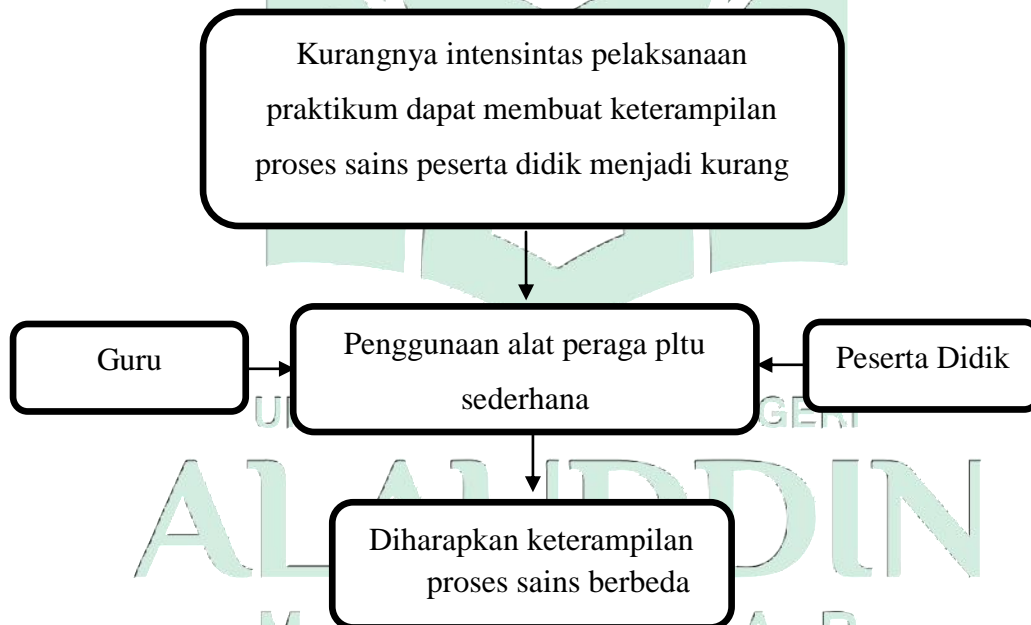 Kurangnya intensintas pelaksanaan
praktikum dapat membuat keterampilan
proses sains peserta didik menjadi kurang
Guru
Penggunaan alat peraga pltu
sederhana
Peserta Didik
Diharapkan keterampilan
proses sains berbeda
ALAUDDIN